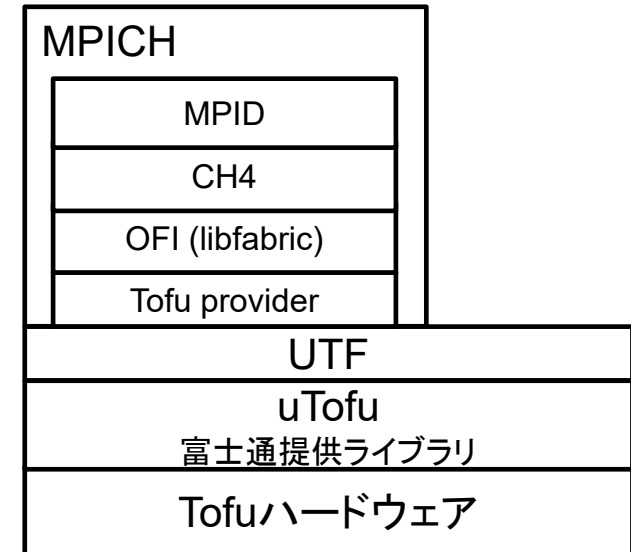 MPICH
MPID
CH4
OFI (libfabric)
Tofu provider
UTF
uTofu
富士通提供ライブラリ
Tofuハードウェア